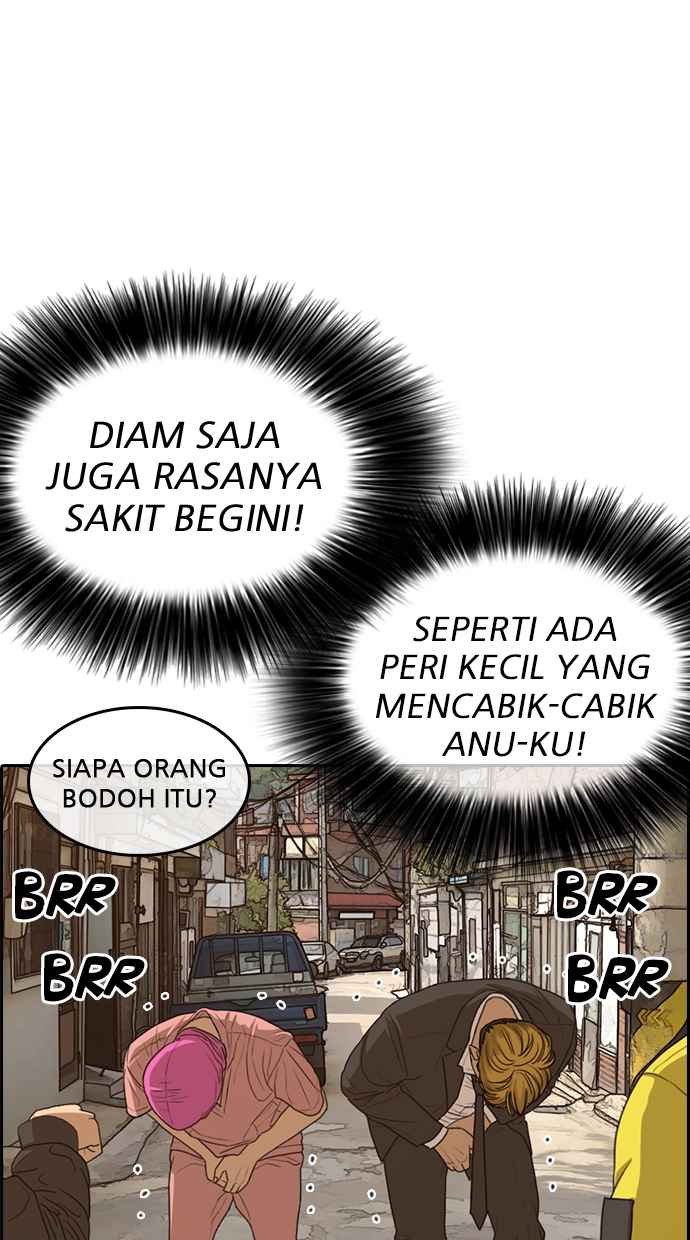 DIAM SAJA
JUGA RASANYA
SAKIT BEGINI!
SEPERTI ADA
PERI KECIL YANG
MENCABIK-CABIK
ANU-KU!
SIAPA ORANG
BODOH ITU?
BRR
BRR
BRR
BRR